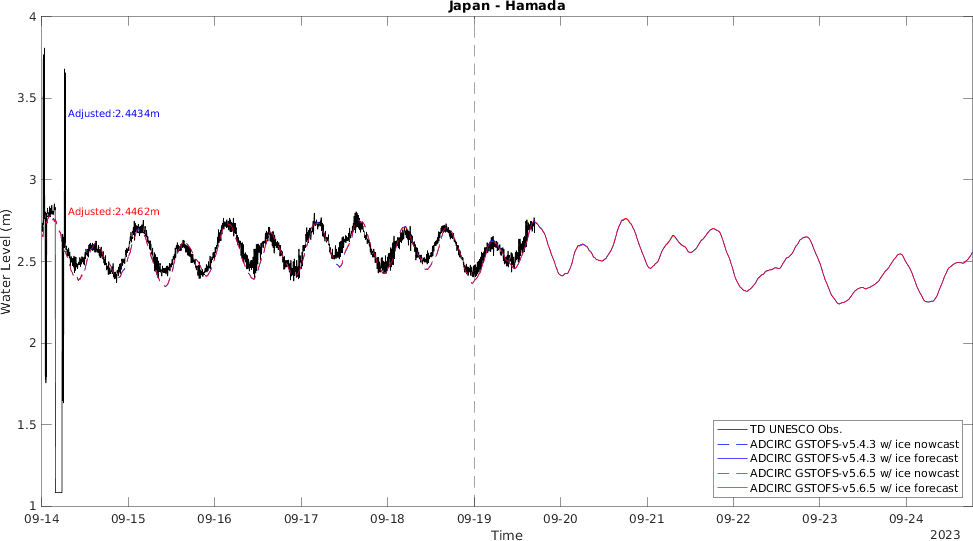 Japan - Hamada
4
3.5
3
2.5
2
1.5
1
Water Level (m)
Adjusted:2.4434m
Adjusted:2.4462m
TD UNESCO Obs.
ADCIRC GSTOFS-v5.4.3 w/ ice nowcast
ADCIRC GSTOFS-v5.4.3 w/ ice forecast
ADCIRC GSTOFS-v5.6.5 w/ ice nowcast
ADCIRC GSTOFS-v5.6.5 w/ ice forecast
09-14 09-15 09-16 09-17 09-18 09-19 09-20 09-21 09-22 09-23 09-24
Time
2023